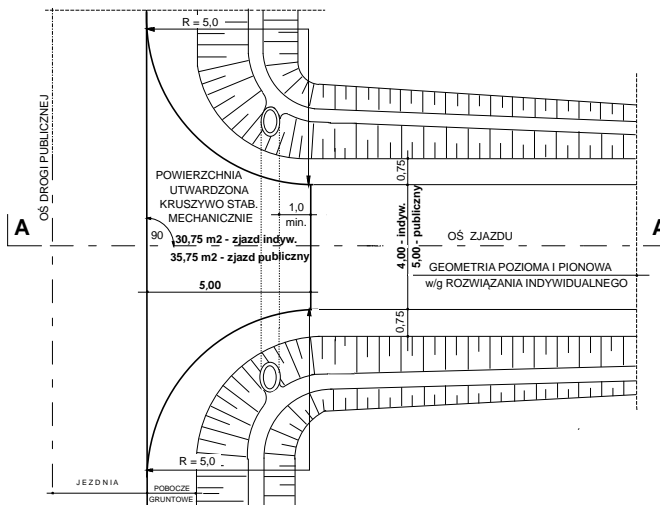 R = 5,0
OŚ DROGI PUBLICZNEJ
POWIERZCHNIA
UTWARDZONA
KRUSZYWO STAB.
MECHANICZNIE
1,0
min.
0,75
A
90
30,75 m2 - zjazd indyw.
35,75 m2 - zjazd publiczny
4,00 - indyw.
5,00 - publiczny
OŚ ZJAZDU
A
GEOMETRIA POZIOMA I PIONOWA
w/g ROZWIĄZANIA INDYWIDUALNEGO
5,00
0,75
R = 5,0
JEZDNIA
POBOCZE
GRUNTOWE